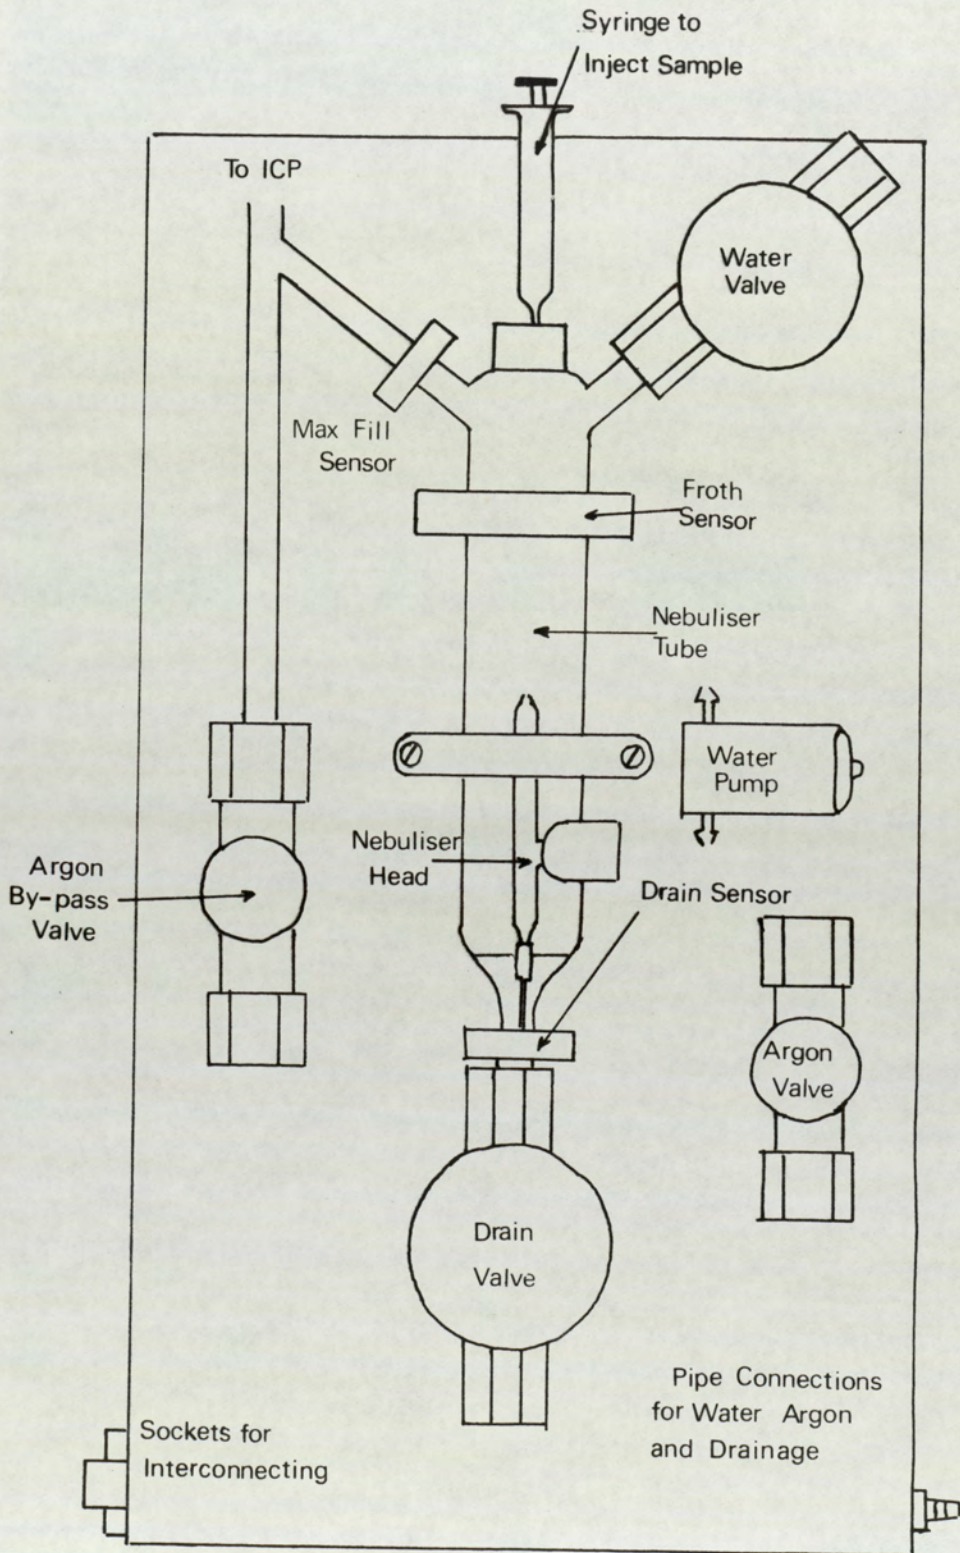 Syringe to
Inject Sample
To ICP
Water
Valve
Max Fill
Sensor
Froth
Sensor
Nebuliser
Tube
Water
Pump
Nebuliser
Head
Argon
By-pass
Valve
Drain Sensor
Argon
Valve
Drain
Valve
Pipe Connections
for Water Argon
and Drainage
Sockets for
Interconnecting